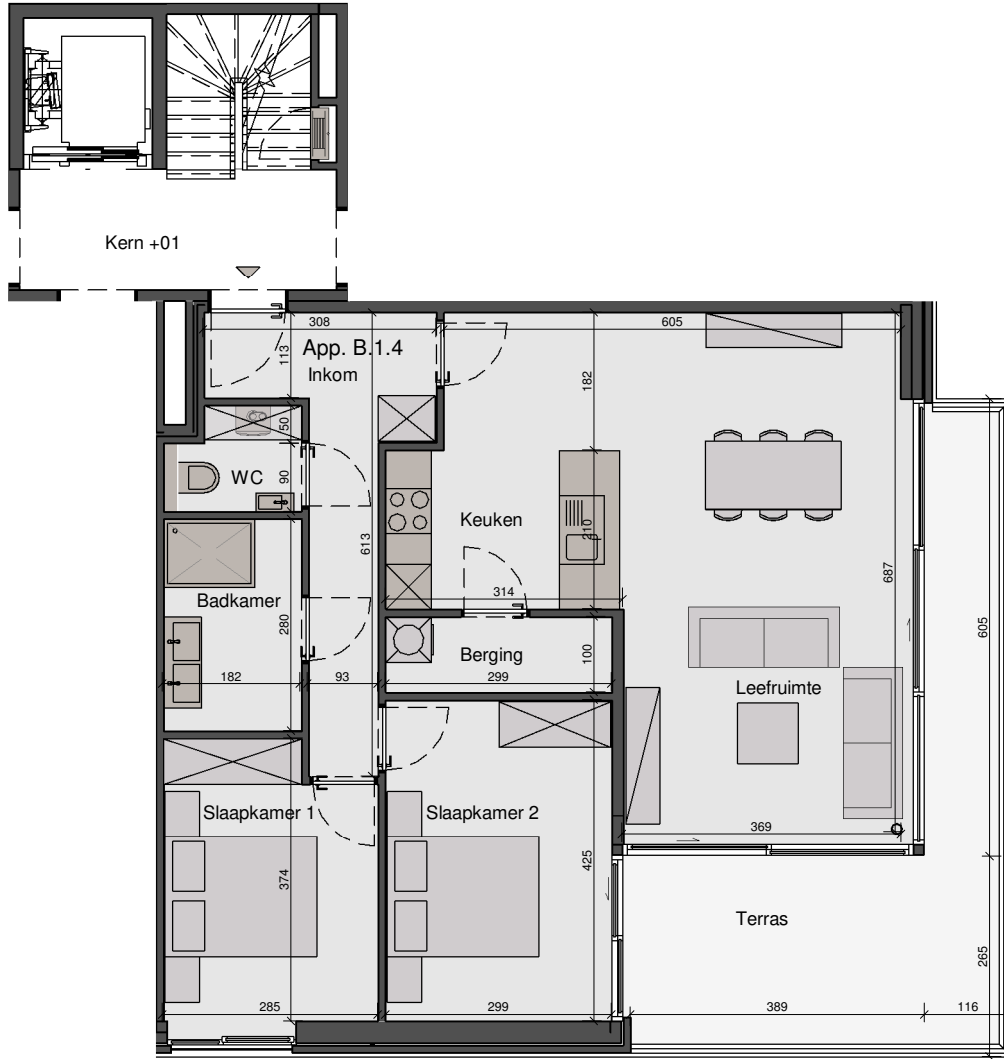 Kern +01
308
605
App. B.1.4
Inkom
113
182
50
WC
90
Keuken
210
613
687
314
605
Badkamer
280
Berging
100
182
93
299
Leefruimte
Slaapkamer 1
Slaapkamer 2
369
374
425
Terras
265
285
299
389
116